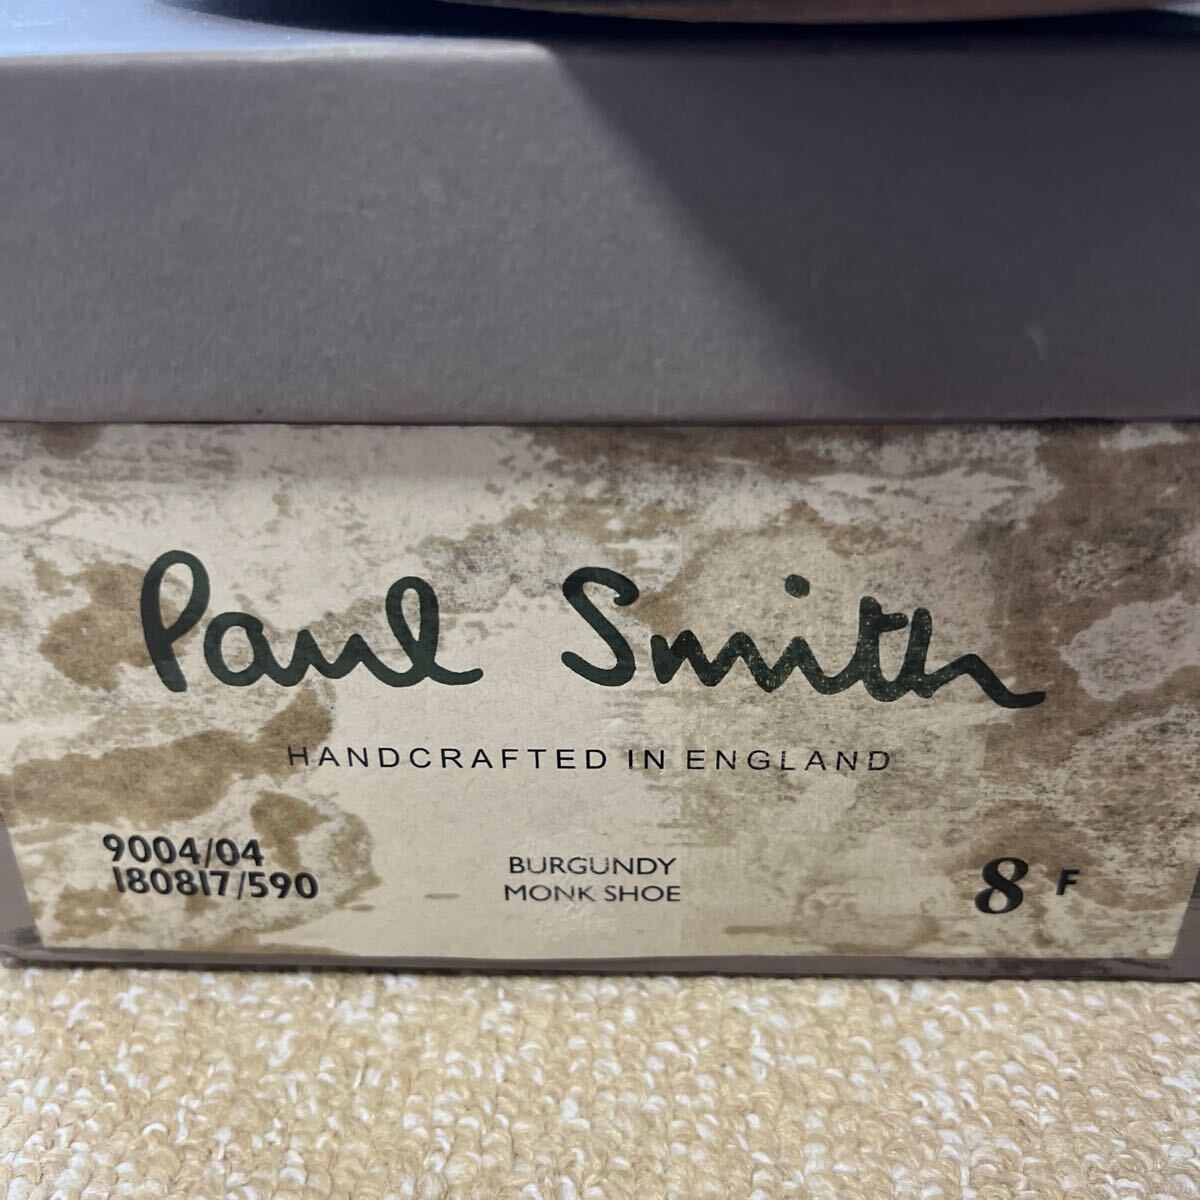 Paul Smith
HANDCRAFTED IN ENGLAND
9004/04
180817/590
BURGUNDY
MONK SHOE
8 F